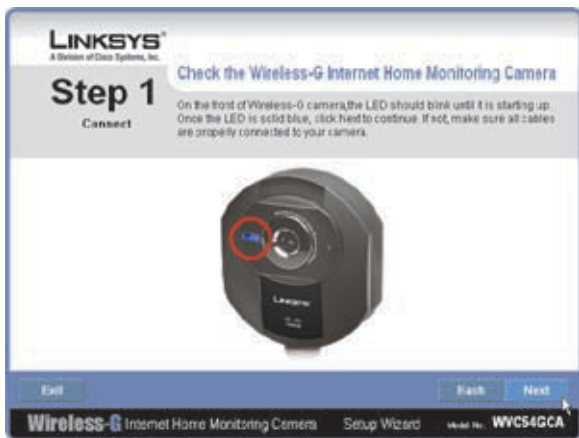 LINKSYS®
A Division of Cisco Systems, Inc.
Step 1
Connect
Check the Wireless-G Internet Home Monitoring Camera
On the front of Wireless-G camera,the LED should blink until it is starting up.
Once the LED is solid blue, click Next to continue. If not, make sure all cables
are properly connected to your camera.
Linksys
Exit
Back
Next
Wireless-G Internet Home Monitoring Camera
Setup Wizard
Model No. WVC54GCA